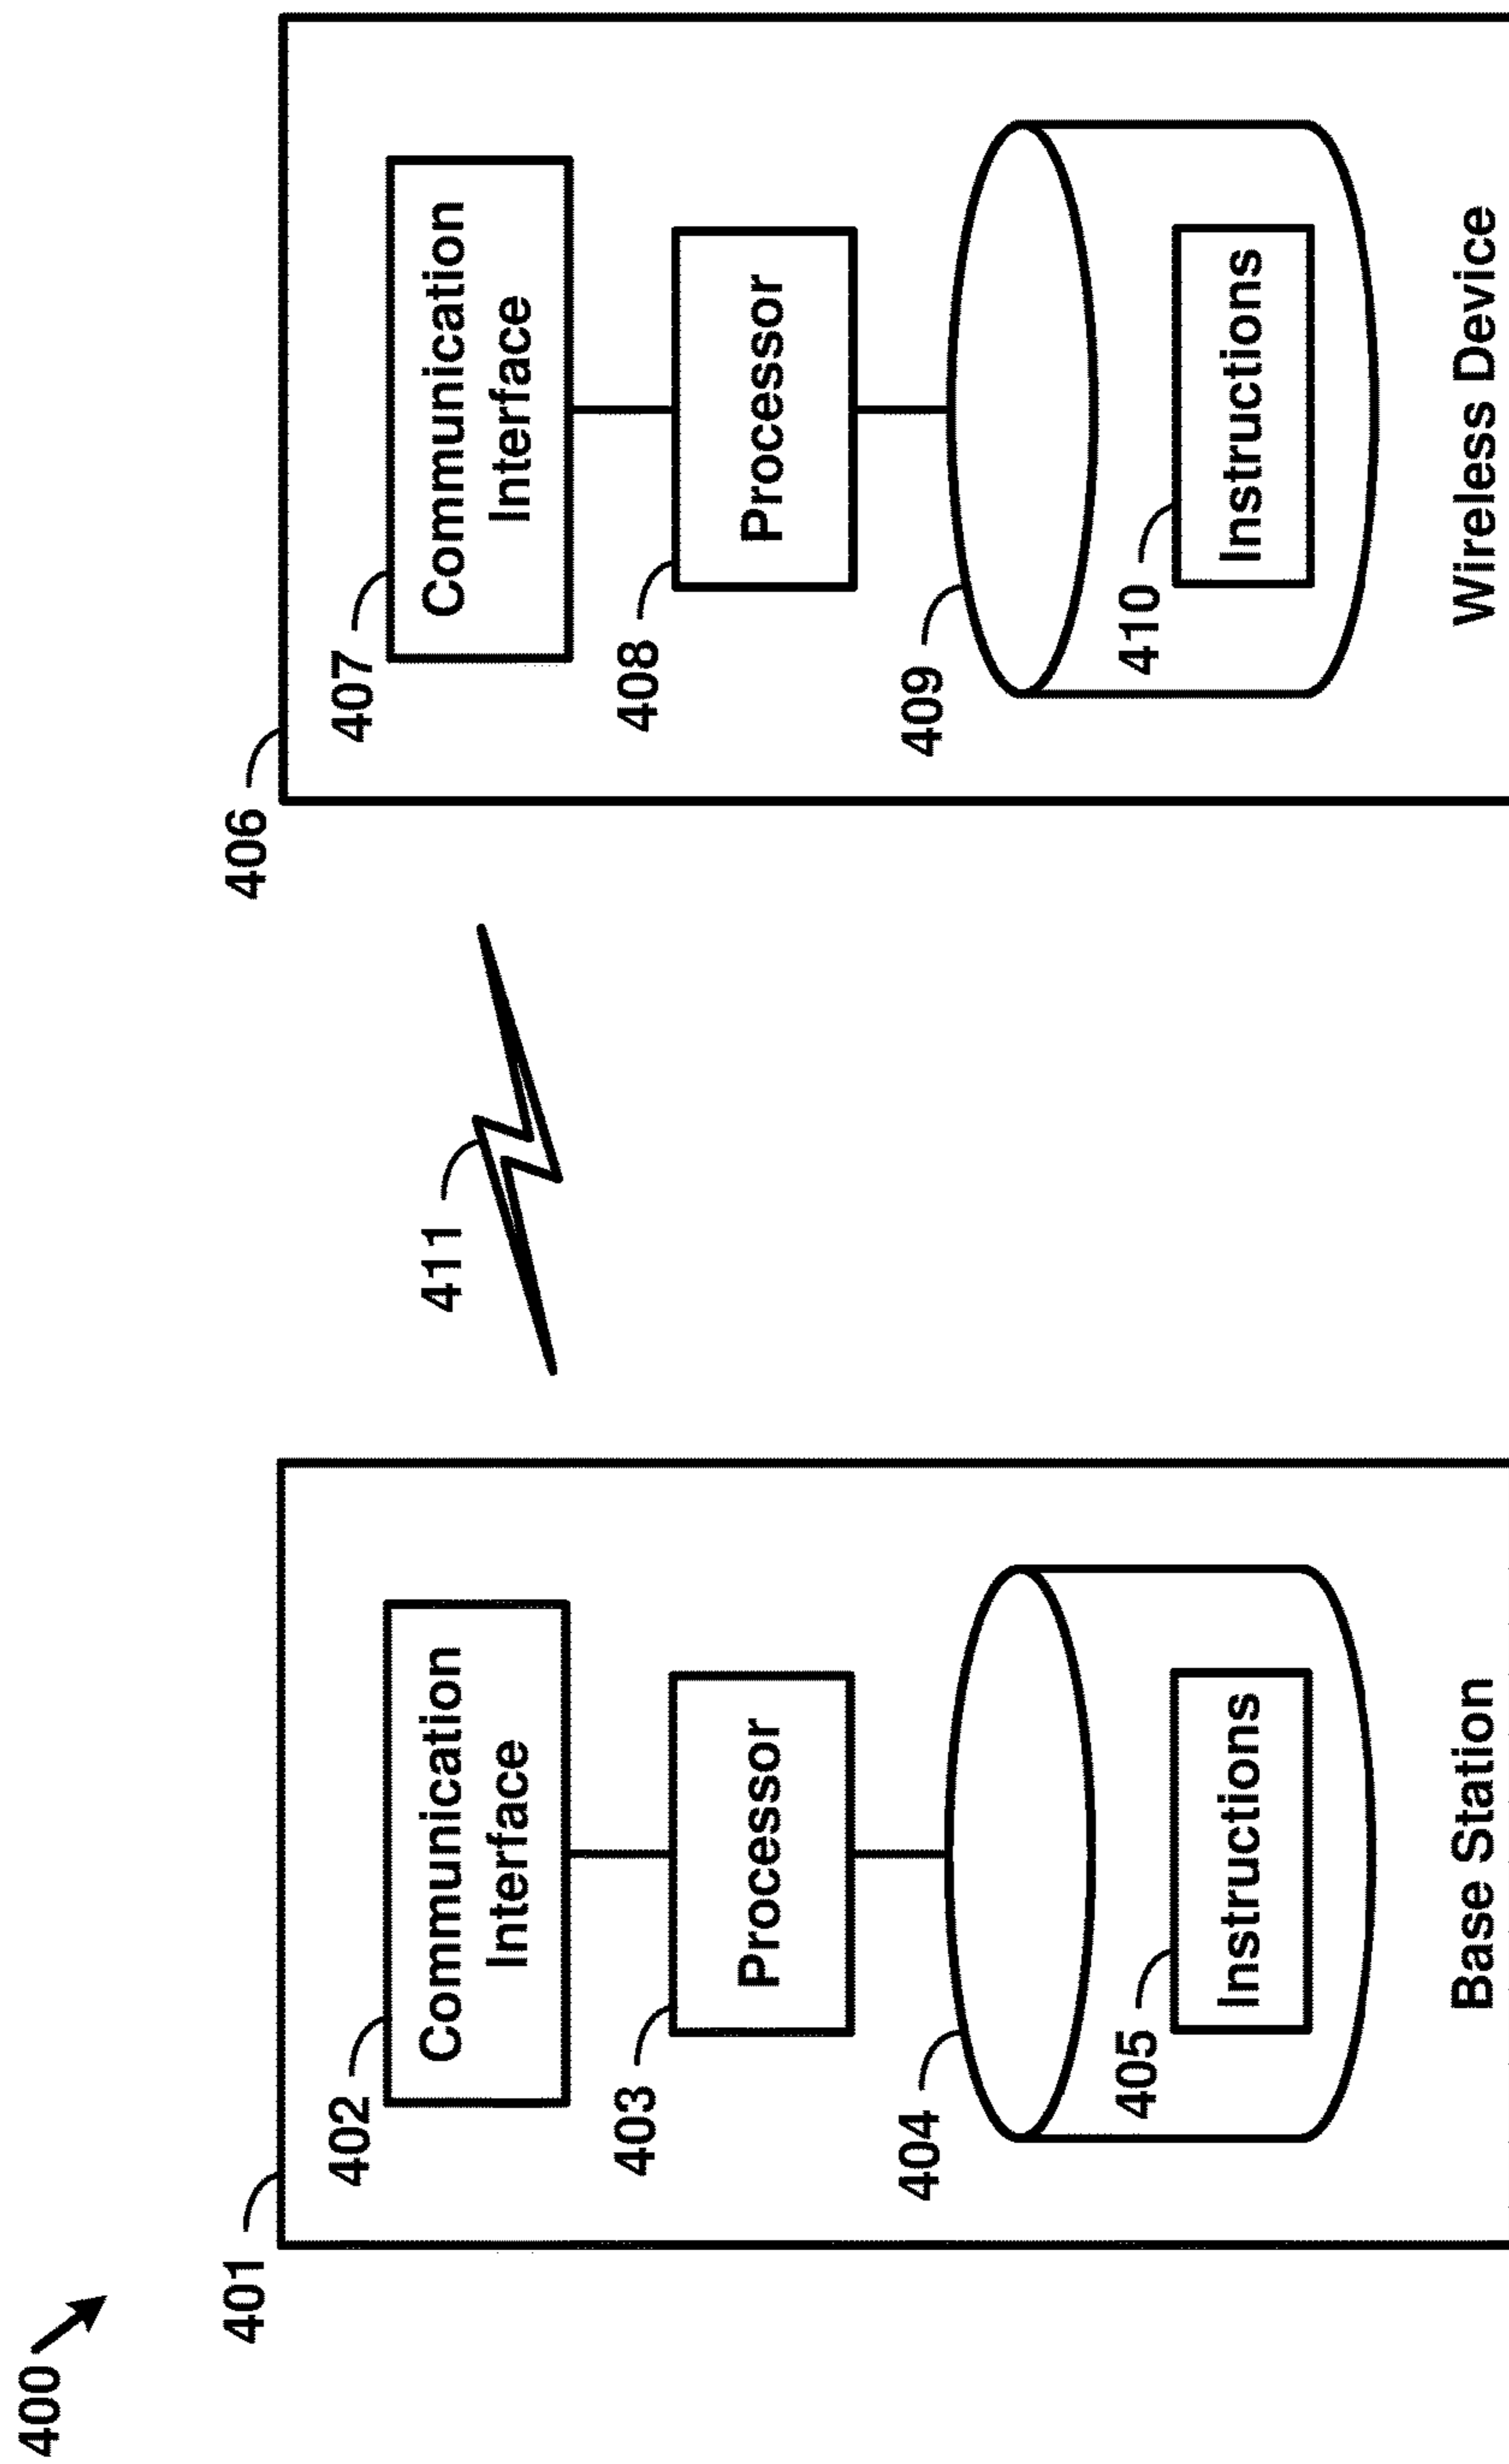 400
401
402
Communication
Interface
403
Processor
404
405
Instructions
Base Station
411
406
407
Communication
Interface
408
Processor
409
410
Instructions
Wireless Device